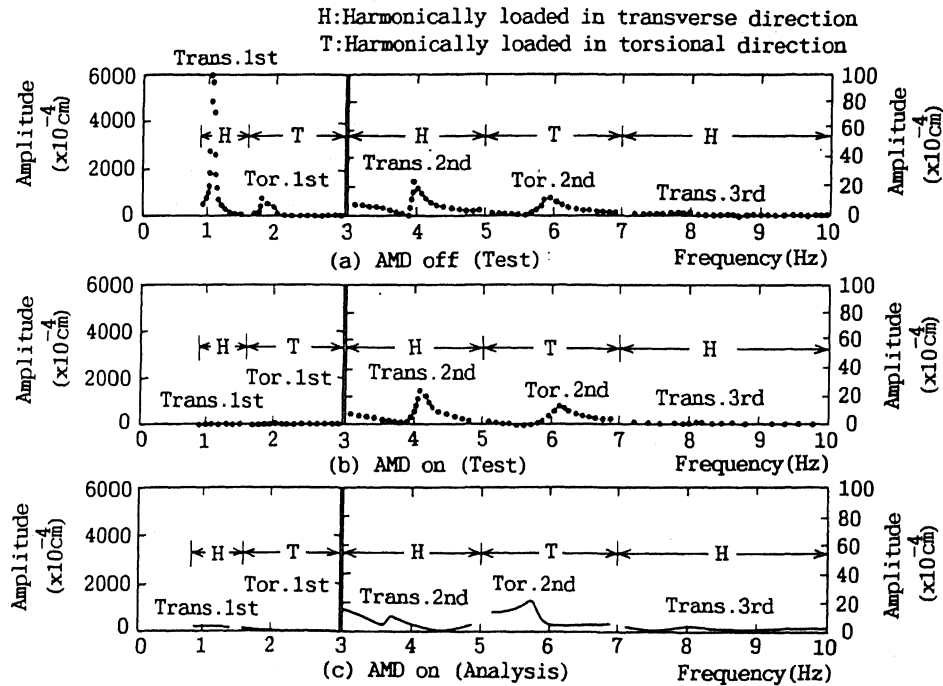 H:Harmonically loaded in transverse direction
T:Harmonically loaded in torsional direction
Trans.1st
6000 4000 2000 0
Amplitude (x10⁻⁴cm)
H T H T H
Tor.1st Trans.2nd Tor.2nd Trans.3rd
100 80 60 40 20 0
Amplitude (x10⁻⁴cm)
0 1 2 3 4 5 6 7 8 9 10
(a) AMD off (Test) Frequency(Hz)
6000 4000 2000 0
Amplitude (x10⁻⁴cm)
H T H T H
Trans.1st Tor.1st Trans.2nd Tor.2nd Trans.3rd
100 80 60 40 20 0
Amplitude (x10⁻⁴cm)
0 1 2 3 4 5 6 7 8 9 10
(b) AMD on (Test) Frequency(Hz)
6000 4000 2000 0
Amplitude (x10⁻⁴cm)
H T H T H
Trans.1st Tor.1st Trans.2nd Tor.2nd Trans.3rd
100 80 60 40 20 0
Amplitude (x10⁻⁴cm)
0 1 2 3 4 5 6 7 8 9 10
(c) AMD on (Analysis) Frequency(Hz)